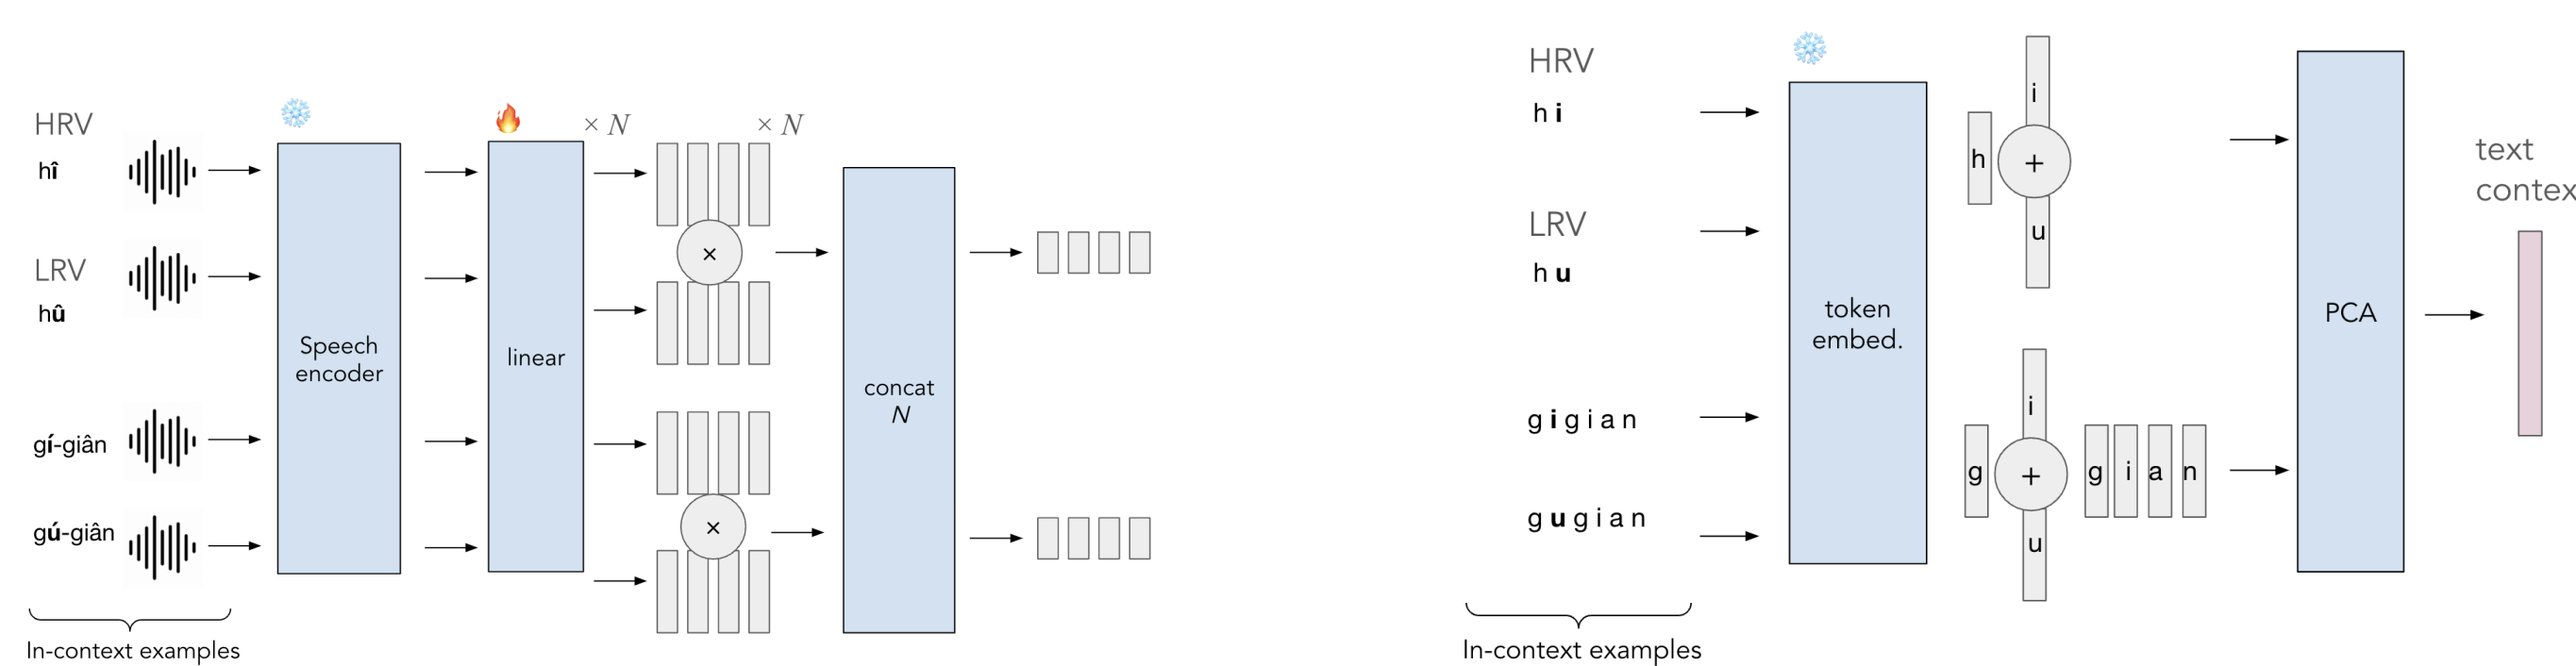 HRV
hî
LRV
hû
gí-giân
gú-giân
In-context examples
Speech
encoder
linear
× N
× N
×
×
concat
N
HRV
h i
LRV
h u
g i g i a n
g u g i a n
In-context examples
token
embed.
i
h
+
u
i
g
+
g i a n
u
PCA
text
contex